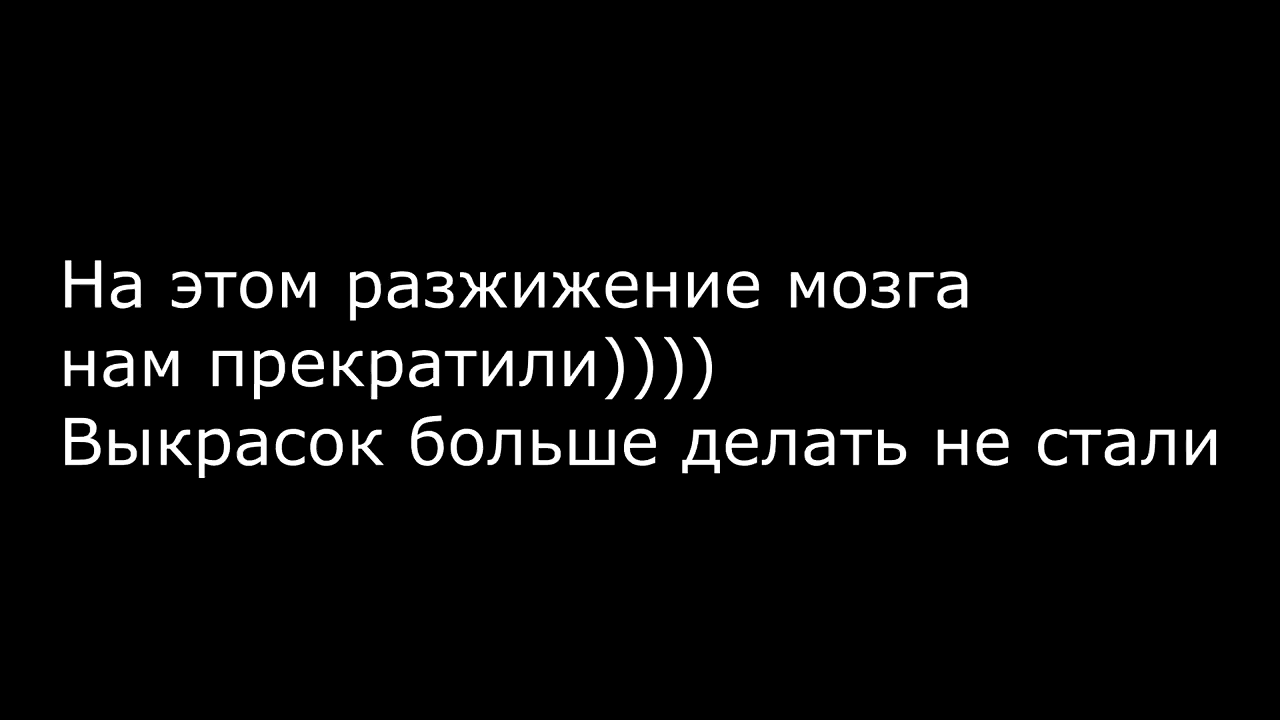 На этом разжижение мозга
нам прекратили))))
Выкрасок больше делать не стали